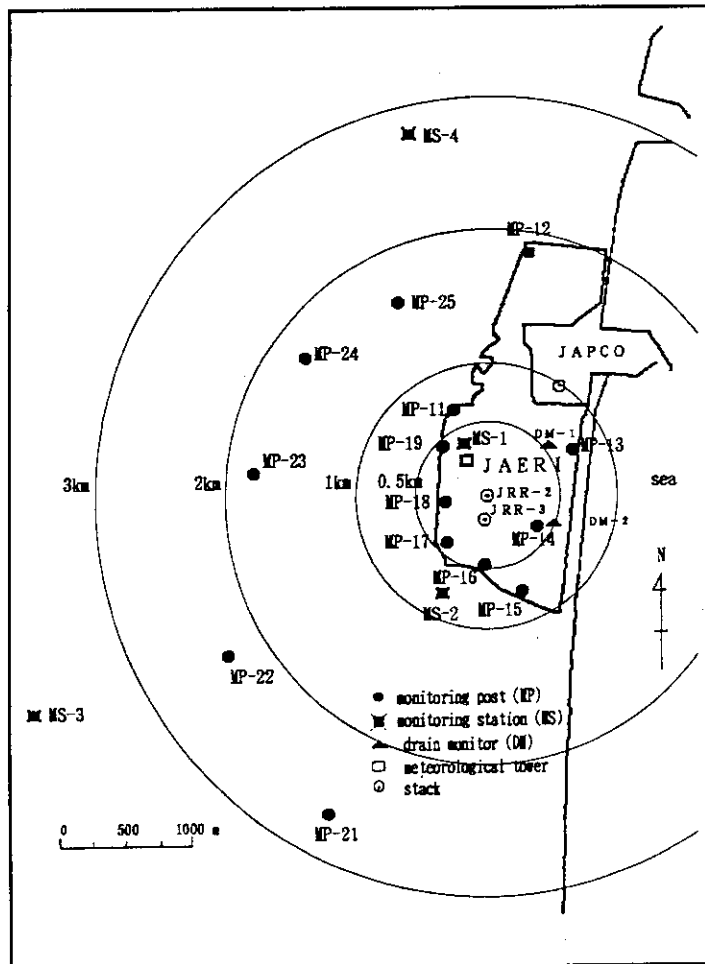 MS-4
MP-12
MP-25
MP-24
JAPCO
MP-11
MP-19
MS-1
DM-1
MP-13
MP-23
JAERI
3km
2km
1km
0.5km
sea
MP-18
JRR-2
JRR-3
DM-2
MP-14
MP-17
N
MP-16
MS-2
MP-15
MP-22
MS-3
monitoring post (MP)
monitoring station (MS)
drain monitor (DM)
meteorological tower
stack
0 500 1000 m
MP-21